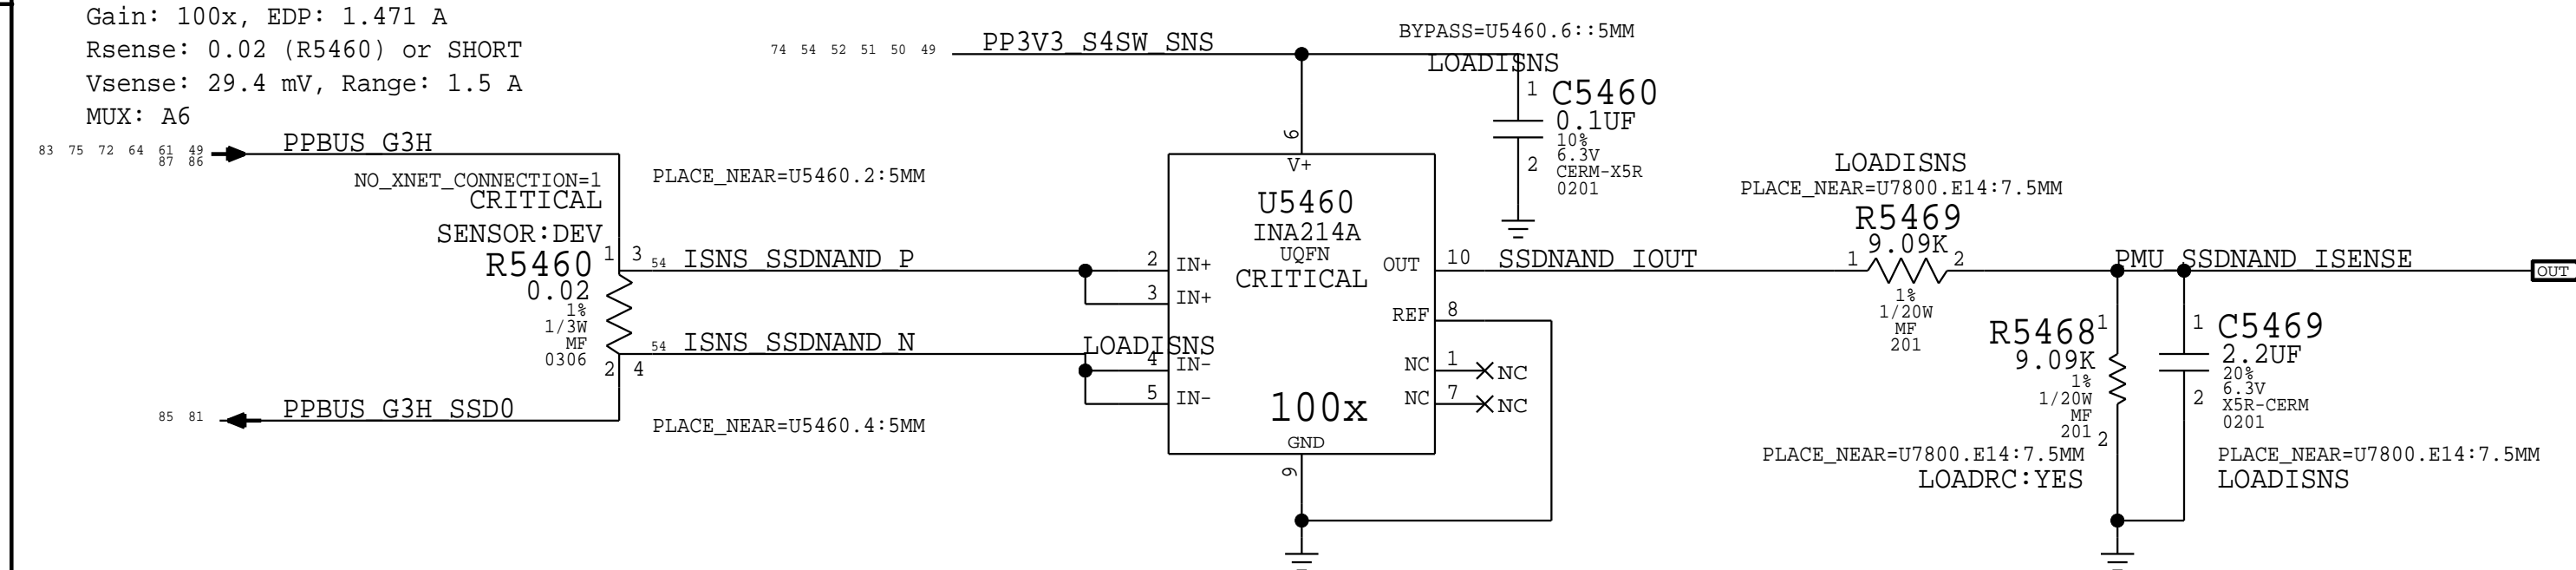 Gain: 100x, EDP: 1.471 A
Rsense: 0.02 (R5460) or SHORT
Vsense: 29.4 mV, Range: 1.5 A
MUX: A6
83 75 72 64 61 49
87 86
PPBUS_G3H
NO_XNET_CONNECTION=1
CRITICAL
SENSOR:DEV
R5460
0.02
1%
1/3W
MF
0306
1 3
2 4
85 81
PPBUS_G3H_SSD0
PLACE_NEAR=U5460.2:5MM
54 ISNS_SSDNAND_P
54 ISNS_SSDNAND_N
PLACE_NEAR=U5460.4:5MM
74 54 52 51 50 49
PP3V3_S4SW_SNS
BYPASS=U5460.6::5MM
LOADISNS
1
C5460
0.1UF
10%
6.3V
2
CERM-X5R
0201
6
V+
U5460
INA214A
UQFN
CRITICAL
2 IN+
3 IN+
LOADISNS
4 IN-
5 IN-
100x
GND
9
OUT 10
REF 8
NC 1 NC
NC 7 NC
SSDNAND_IOUT
LOADISNS
PLACE_NEAR=U7800.E14:7.5MM
R5469
9.09K
1 2
1%
1/20W
MF
201
PMU_SSDNAND_ISENSE
OUT
R5468
1
9.09K
1%
1/20W
MF
201
2
PLACE_NEAR=U7800.E14:7.5MM
LOADRC:YES
1
C5469
2.2UF
20%
6.3V
2
X5R-CERM
0201
PLACE_NEAR=U7800.E14:7.5MM
LOADISNS